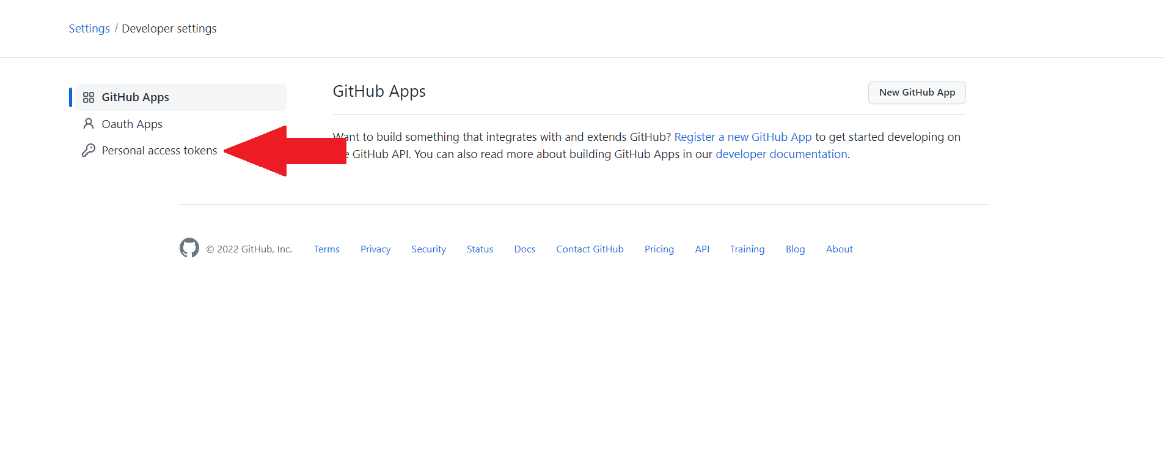 Settings / Developer settings
GitHub Apps
Oauth Apps
Personal access tokens
GitHub Apps
New GitHub App
Want to build something that integrates with and extends GitHub? Register a new GitHub App to get started developing on
GitHub API. You can also read more about building GitHub Apps in our developer documentation.
© 2022 GitHub, Inc.
Terms
Privacy
Security
Status
Docs
Contact GitHub
Pricing
API
Training
Blog
About